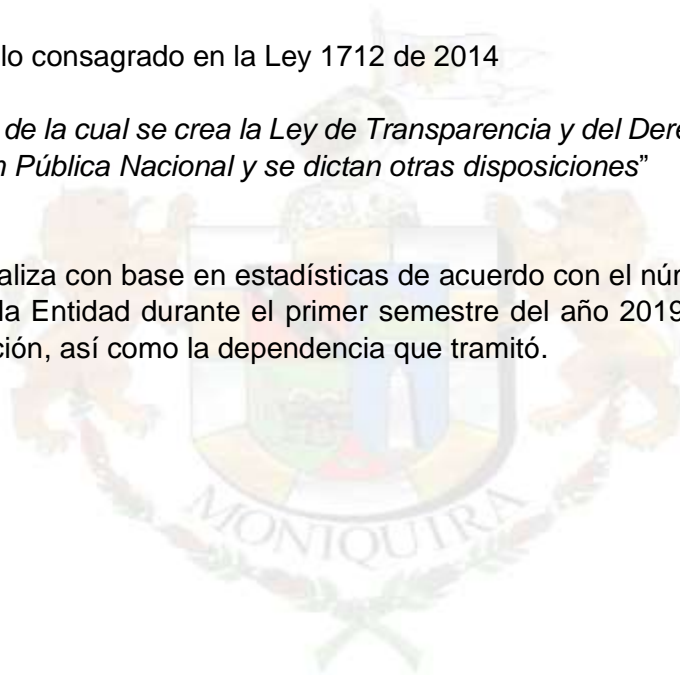 lo consagrado en la Ley 1712 de 2014
de la cual se crea la Ley de Transparencia y del Dere
n Pública Nacional y se dictan otras disposiciones”
aliza con base en estadísticas de acuerdo con el núm
la Entidad durante el primer semestre del año 2019
ción, así como la dependencia que tramitó.
MONIQUIRA